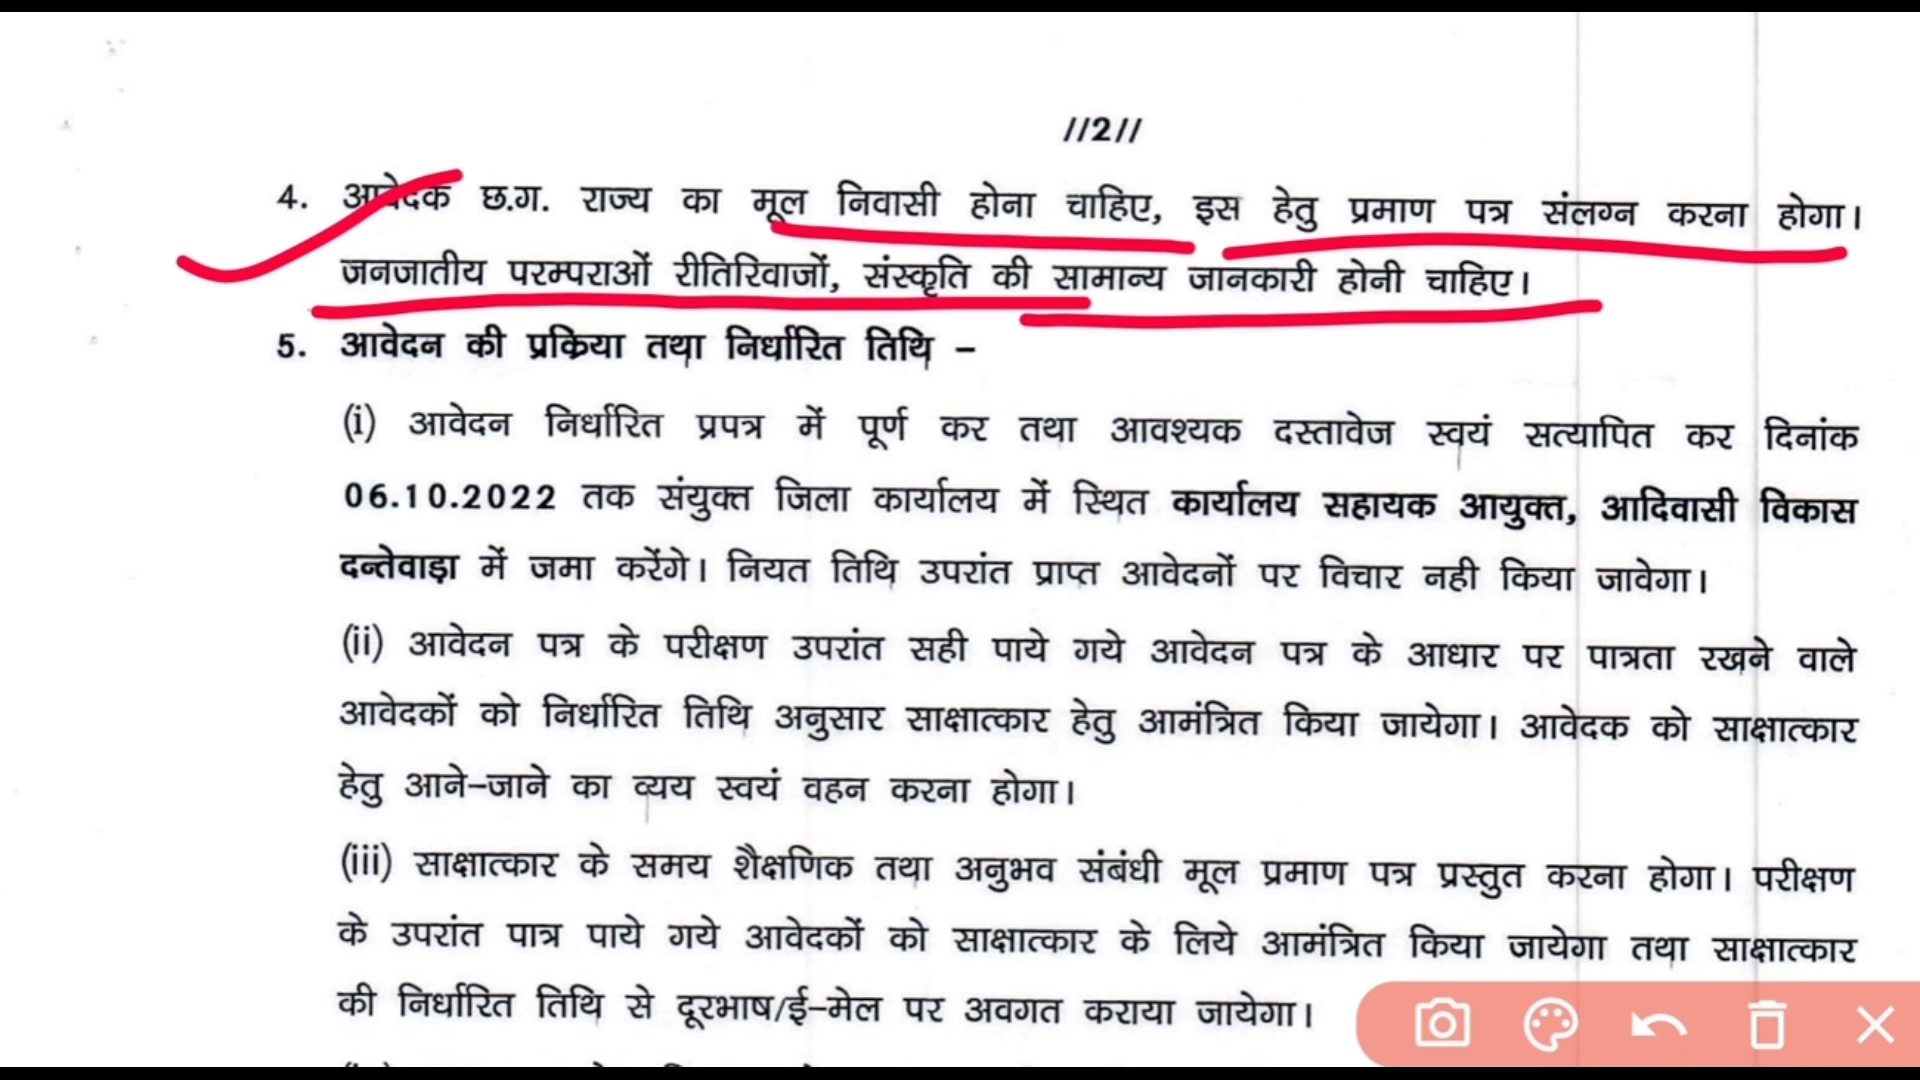 //2//
4. आवेदक छ.ग. राज्य का मूल निवासी होना चाहिए, इस हेतु प्रमाण पत्र संलग्न करना होगा।
जनजातीय परम्पराओं रीतिरिवाजों, संस्कृति की सामान्य जानकारी होनी चाहिए।
5. आवेदन की प्रकिया तथा निर्धारित तिथि –
(i) आवेदन निर्धारित प्रपत्र में पूर्ण कर तथा आवश्यक दस्तावेज स्वयं सत्यापित कर दिनांक
06.10.2022 तक संयुक्त जिला कार्यालय में स्थित कार्यालय सहायक आयुक्त, आदिवासी विकास
दन्तेवाड़ा में जमा करेंगे। नियत तिथि उपरांत प्राप्त आवेदनों पर विचार नही किया जावेगा।
(ii) आवेदन पत्र के परीक्षण उपरांत सही पाये गये आवेदन पत्र के आधार पर पात्रता रखने वाले
आवेदकों को निर्धारित तिथि अनुसार साक्षात्कार हेतु आमंत्रित किया जायेगा। आवेदक को साक्षात्कार
हेतु आने–जाने का व्यय स्वयं वहन करना होगा।
(iii) साक्षात्कार के समय शैक्षणिक तथा अनुभव संबंधी मूल प्रमाण पत्र प्रस्तुत करना होगा। परीक्षण
के उपरांत पात्र पाये गये आवेदकों को साक्षात्कार के लिये आमंत्रित किया जायेगा तथा साक्षात्कार
की निर्धारित तिथि से दूरभाष/ई–मेल पर अवगत कराया जायेगा।